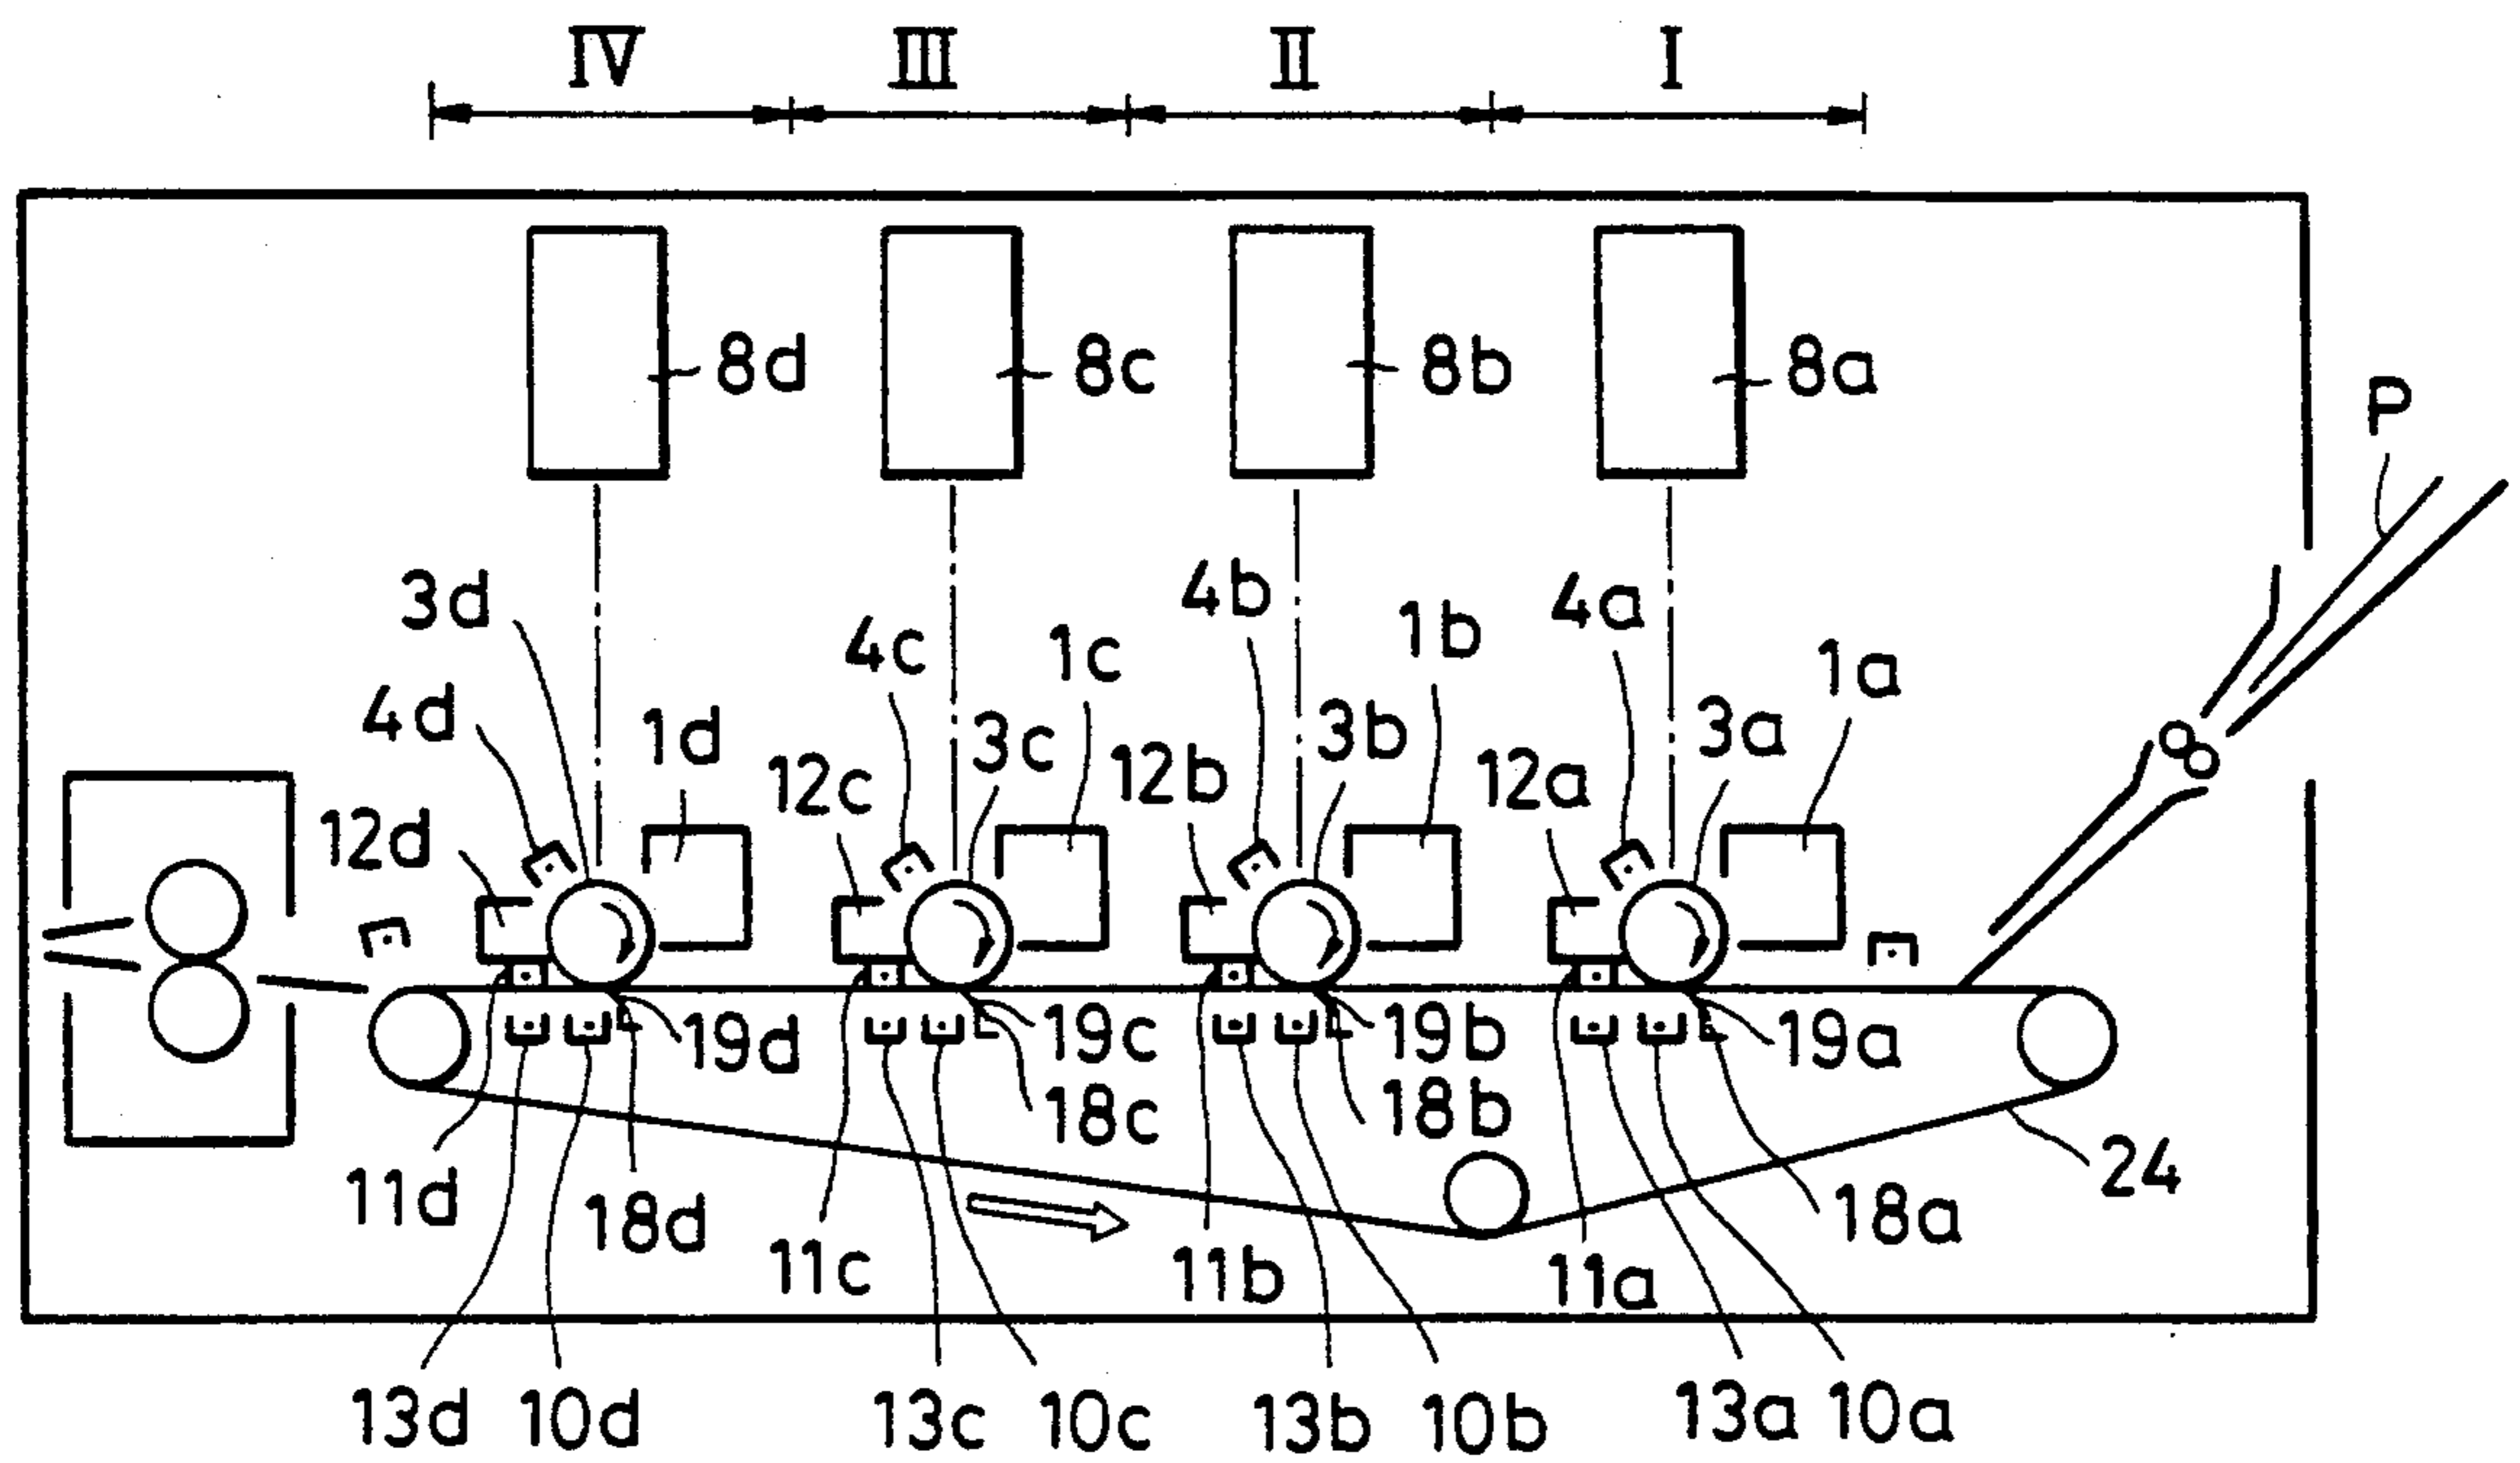 IV III II I
8d 8c 8b 8a
P
3d 4b 4a
4c 1c 1b 1a
4d 1d 3c 3b 3a
12d 12c 12b 12a
19d 19c 19b 19a
18c 18b
11d 18d 24
11c 11b 11a 18a
13d 10d 13c 10c 13b 10b 13a 10a